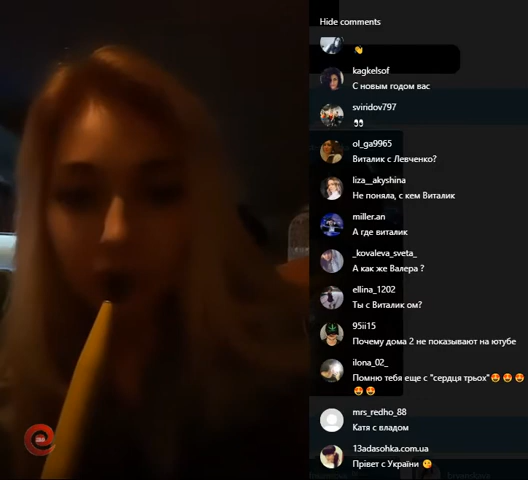 Hide comments
👏
kagkelsof
С новым годом вас
sviridov797
👀
ol_ga9965
Виталик с Левченко?
liza__akyshina
Не поняла, с кем Виталик
miller.an
А где виталик
_kovaleva_sveta_
А как же Валера ?
ellina_1202
Ты с Виталик ом?
95ii15
Почему дома 2 не показывают на ютубе
ilona_02_
Помню тебя еще с "сердця трьох"🤩🤩🤩
🤩🤩
mrs_redho_88
Катя с владом
13adasohka.com.ua
Прівет с України 😘